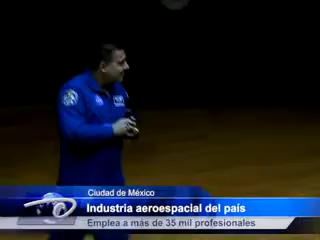 Ciudad de México
Industria aeroespacial del país
Emplea a más de 35 mil profesionales